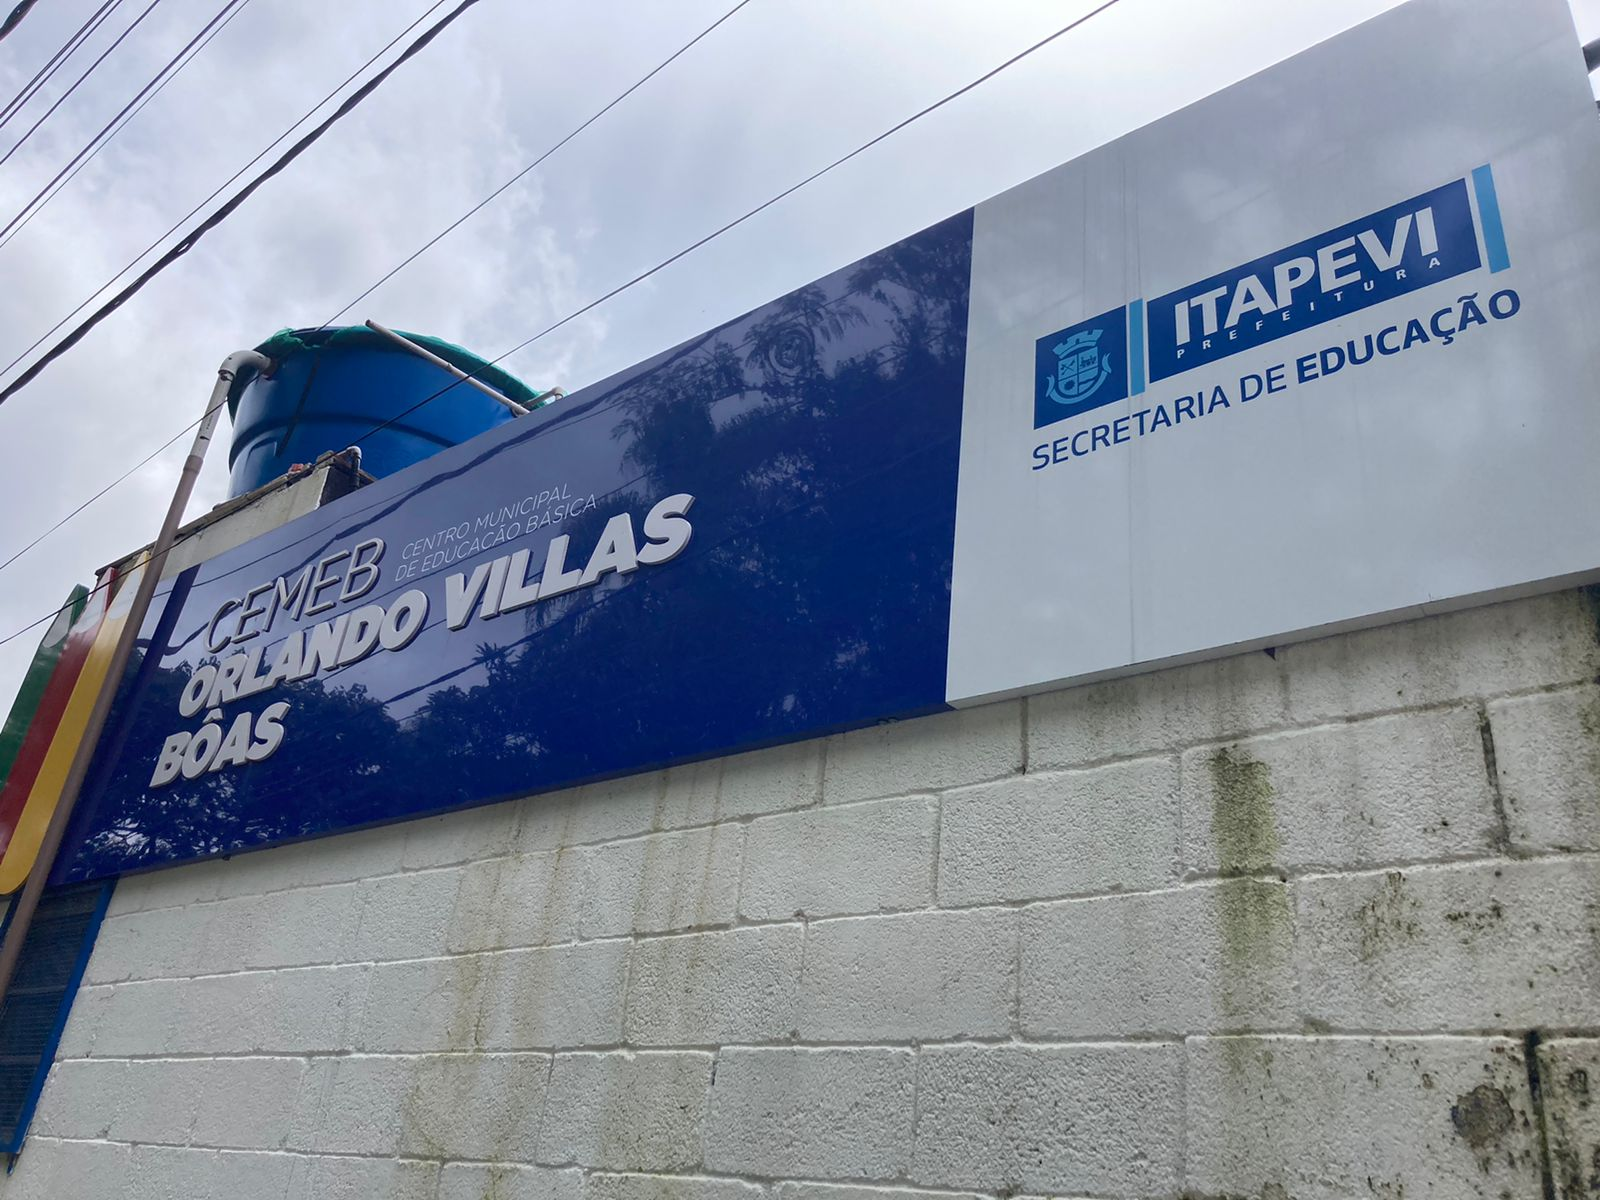 CEMEB
CENTRO MUNICIPAL
DE EDUCAÇÃO BÁSICA
ORLANDO VILLAS
BÔAS
ITAPEVI
PREFEITURA
SECRETARIA DE EDUCAÇÃO